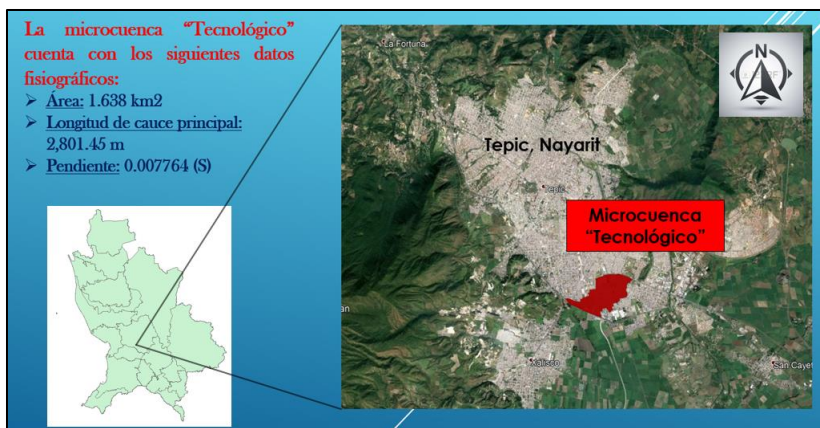 La microcuenca “Tecnológico”
cuenta con los siguientes datos
fisiográficos:
➢ Área: 1.638 km2
➢ Longitud de cauce principal:
2,801.45 m
➢ Pendiente: 0.007764 (S)
La Fortuna
N
Tepic, Nayarit
Tepic
Microcuenca
“Tecnológico”
Xalisco